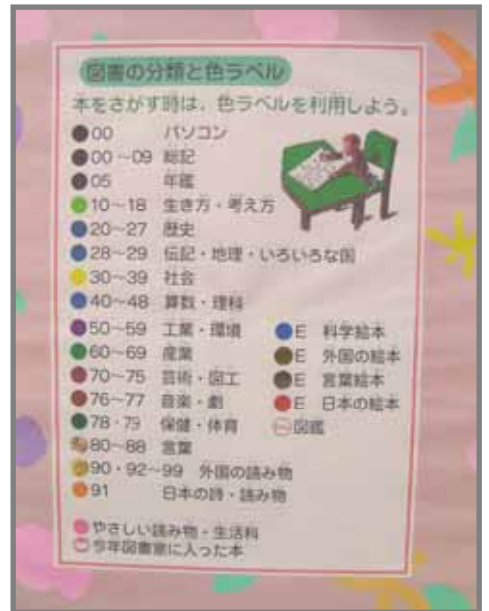 図書の分類と色ラベル
本をさがす時は、色ラベルを利用しよう。
00 パソコン
00～09 総記
05 年鑑
10～18 生き方・考え方
20～27 歴史
28～29 伝記・地理・いろいろな国
30～39 社会
40～48 算数・理科
50～59 工業・環境
60～69 産業
70～75 芸術・図工
76～77 音楽・劇
78・79 保健・体育
80～88 言葉
90・92～99 外国の読み物
91 日本の詩・読み物
E 科学絵本
E 外国の絵本
E 言葉絵本
E 日本の絵本
図鑑
やさしい読み物・生活科
今年図書室に入った本